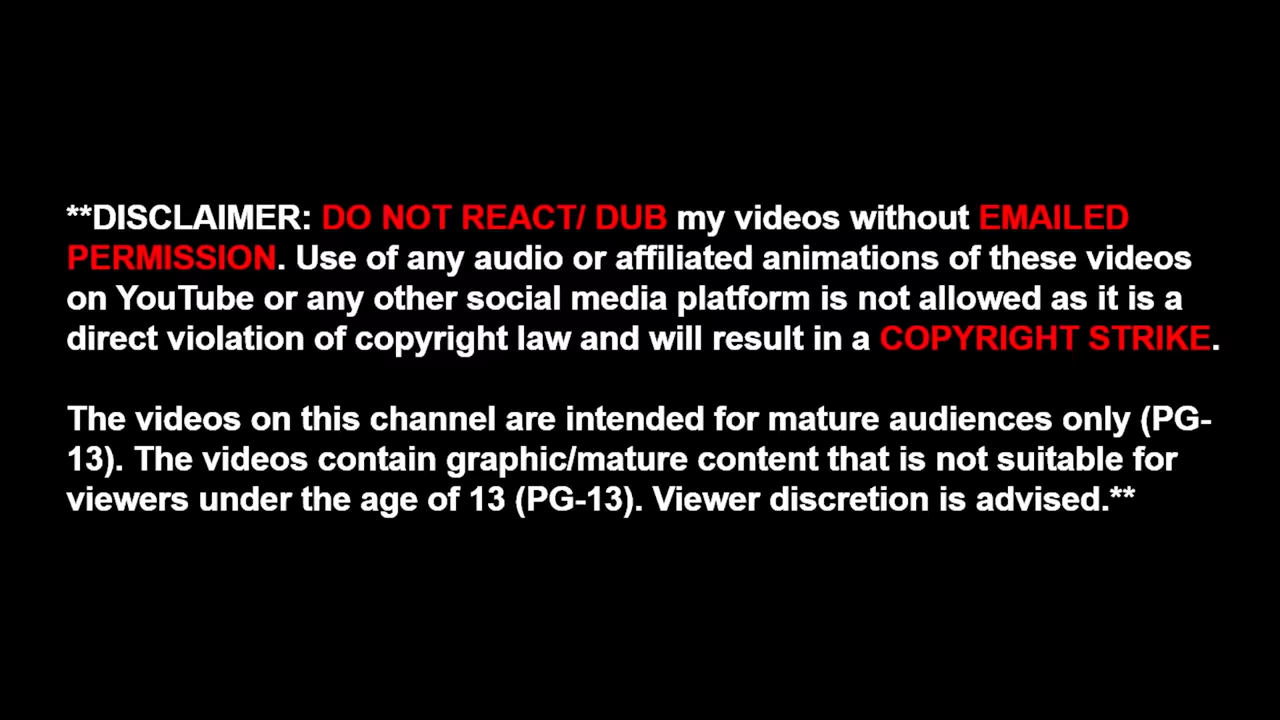 **DISCLAIMER: DO NOT REACT/ DUB my videos without EMAILED
PERMISSION. Use of any audio or affiliated animations of these videos
on YouTube or any other social media platform is not allowed as it is a
direct violation of copyright law and will result in a COPYRIGHT STRIKE.
The videos on this channel are intended for mature audiences only (PG-
13). The videos contain graphic/mature content that is not suitable for
viewers under the age of 13 (PG-13). Viewer discretion is advised.**